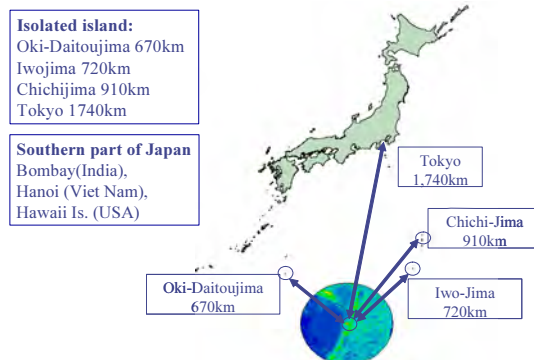 Isolated island:
Oki-Daitoujima 670km
Iwojima 720km
Chichijima 910km
Tokyo 1740km
Southern part of Japan
Bombay(India),
Hanoi (Viet Nam),
Hawaii Is. (USA)
Tokyo
1,740km
Chichi-Jima
910km
Oki-Daitoujima
670km
Iwo-Jima
720km